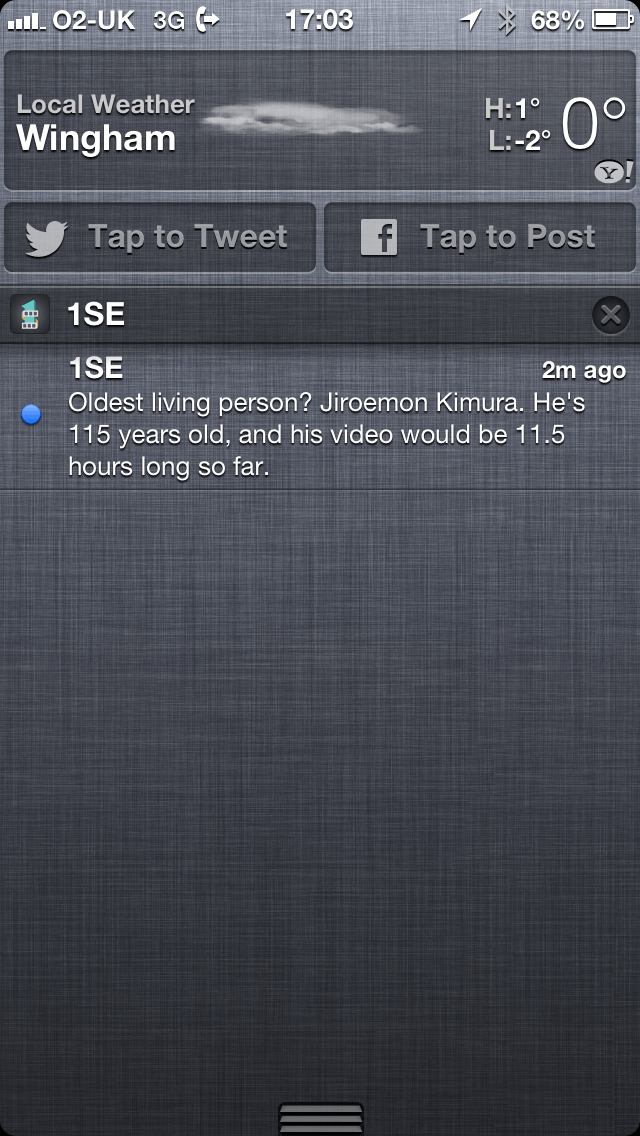 O2-UK 3G 17:03 68%
Local Weather
Wingham
H:1°
L:-2°
0°
Y!
Tap to Tweet
Tap to Post
1SE
1SE 2m ago
Oldest living person? Jiroemon Kimura. He's
115 years old, and his video would be 11.5
hours long so far.